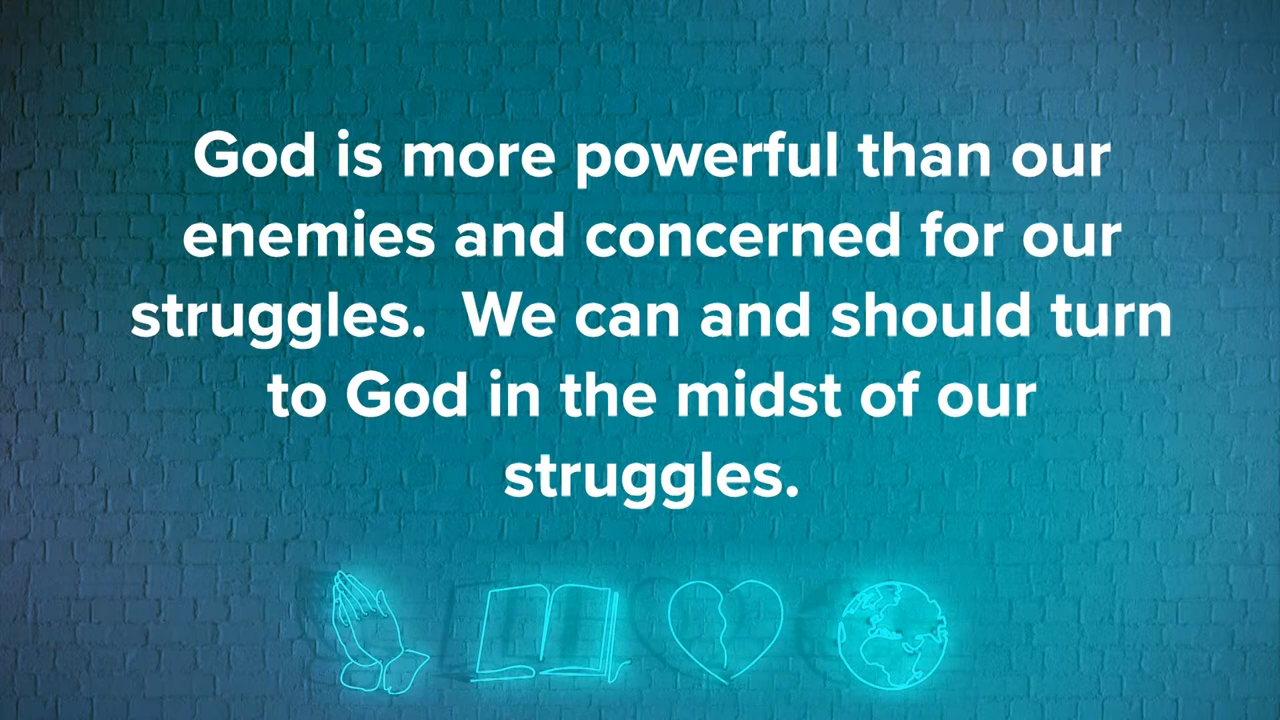 God is more powerful than our
enemies and concerned for our
struggles.  We can and should turn
to God in the midst of our
struggles.